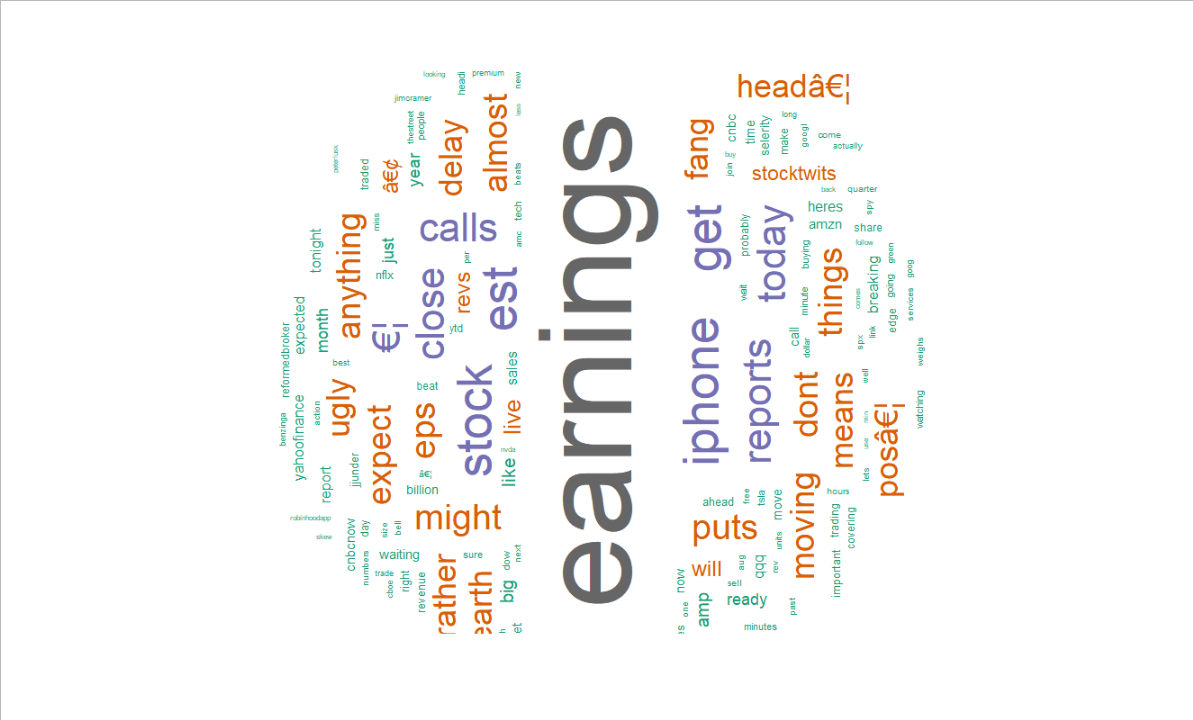 looking
premium
headi
new
jimcramer
less
thestreet
people
delay
almost
traded
â€¢
year
beats
miss
calls
tech
amc
anything
just
tonight
nflx
close
revs
per
est
€¦
ytd
expected
month
reformedbroker
best
beat
stock
sales
ugly
expect
eps
live
action
benzinga
yahoofinance
nvda
like
jjunder
report
â€¦
billion
might
robinhoodapp
skew
cnbcnow
day
size
bell
waiting
sure
dow
next
numbers
trade
cboe
right
revenue
rather
earth
big
h
et
earnings
headâ€¦
fang
cnbc
time
selerity
long
make
googl
come
actually
buy
join
stocktwits
back
quarter
get
probably
today
heres
amzn
spy
share
follow
buying
things
breaking
green
going
goog
wait
minute
comes
services
edge
link
iphone
reports
call
dollar
spx
weighs
dont
means
well
posâ€¦
watching
lets
ahead
free
tsla
move
moving
hours
trading
covering
puts
units
will
aug
qqq
rev
sell
important
now
amp
ready
past
one
es
minutes